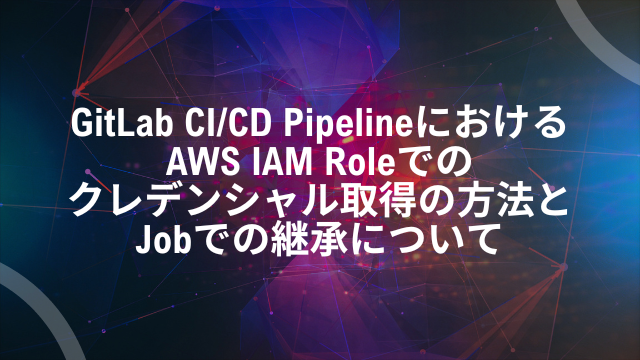 GitLab CI/CD Pipelineにおける
AWS IAM Roleでの
クレデンシャル取得の方法と
Jobでの継承について